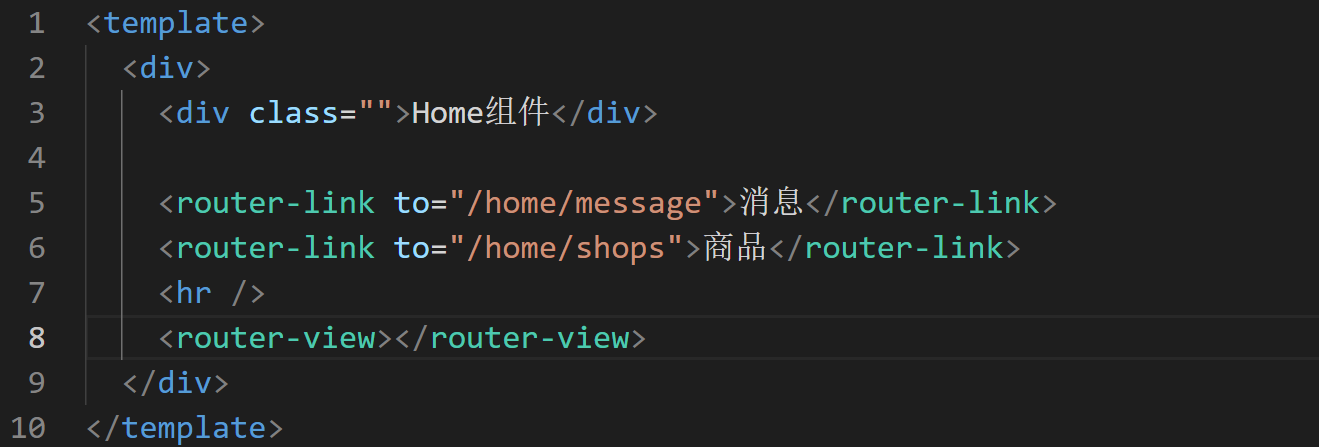 1 <template>
2   <div>
3     <div class="">Home组件</div>
4
5     <router-link to="/home/message">消息</router-link>
6     <router-link to="/home/shops">商品</router-link>
7     <hr />
8     <router-view></router-view>
9   </div>
10 </template>